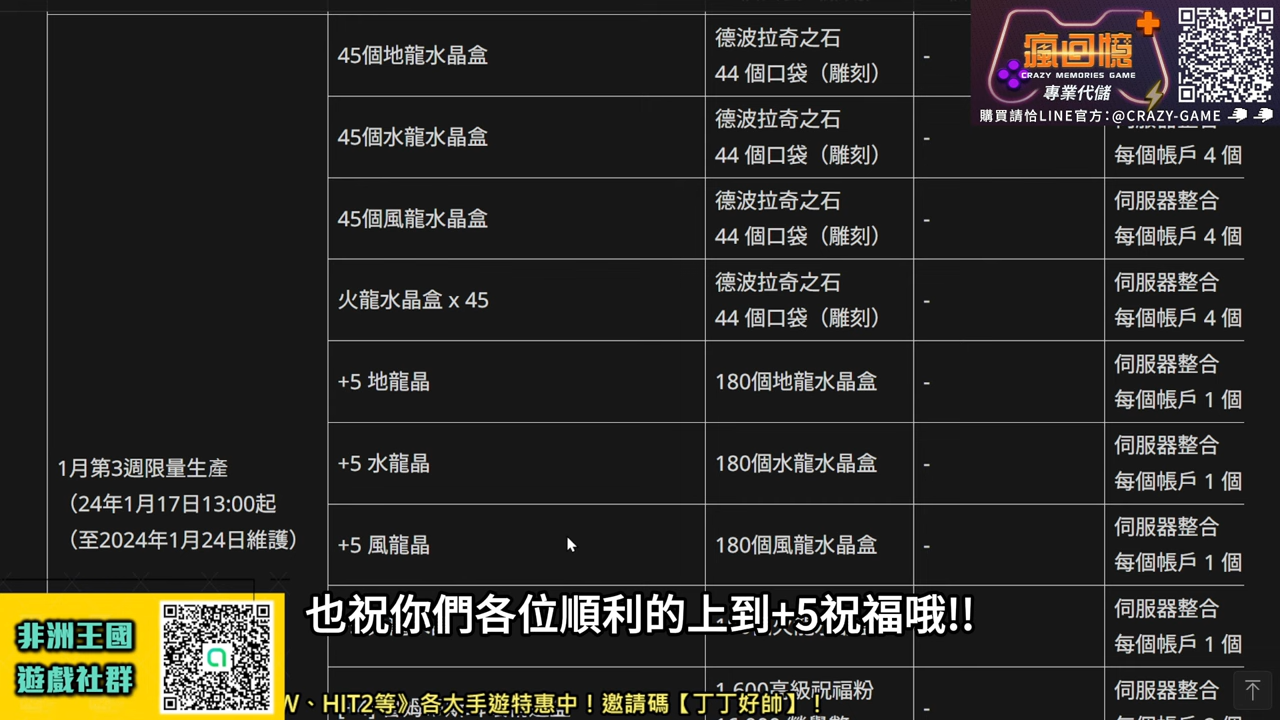 45個地龍水晶盒
德波拉奇之石
44 個口袋（雕刻）
-
瘋回憶
CRAZY MEMORIES GAME
專業代儲
購買請恰LINE官方:@CRAZY-GAME
45個水龍水晶盒
德波拉奇之石
44 個口袋（雕刻）
-
伺服器整合
每個帳戶 4 個
45個風龍水晶盒
德波拉奇之石
44 個口袋（雕刻）
-
伺服器整合
每個帳戶 4 個
火龍水晶盒 x 45
德波拉奇之石
44 個口袋（雕刻）
-
伺服器整合
每個帳戶 4 個
+5 地龍晶
180個地龍水晶盒
-
伺服器整合
每個帳戶 1 個
1月第3週限量生產
（24年1月17日13:00起
（至2024年1月24日維護）
+5 水龍晶
180個水龍水晶盒
-
伺服器整合
每個帳戶 1 個
+5 風龍晶
180個風龍水晶盒
-
伺服器整合
每個帳戶 1 個
也祝你們各位順利的上到+5祝福哦!!
伺服器整合
每個帳戶 1 個
非洲王國
遊戲社群
1,600高級祝福粉
-
伺服器整合
W、HIT2等》各大手遊特惠中！邀請碼【丁丁好帥】！